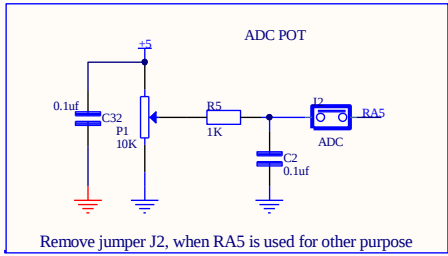 ADC POT
+5
0.1uf
C32
P1
10K
R5
1K
J2
RA5
ADC
C2
0.1uf
Remove jumper J2, when RA5 is used for other purpose